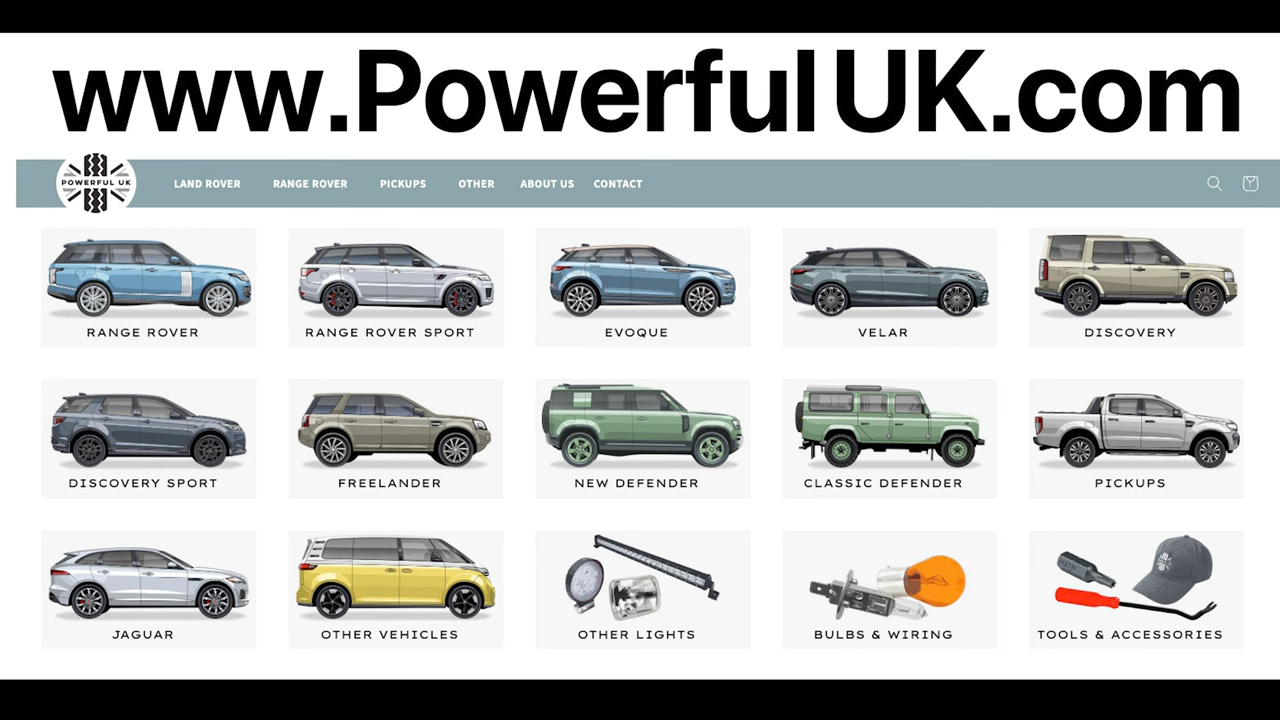 www.PowerfulUK.com
POWERFUL UK
LAND ROVER RANGE ROVER PICKUPS OTHER ABOUT US CONTACT
RANGE ROVER
RANGE ROVER SPORT
EVOQUE
VELAR
DISCOVERY
DISCOVERY SPORT
FREELANDER
NEW DEFENDER
CLASSIC DEFENDER
PICKUPS
JAGUAR
OTHER VEHICLES
OTHER LIGHTS
BULBS & WIRING
TOOLS & ACCESSORIES